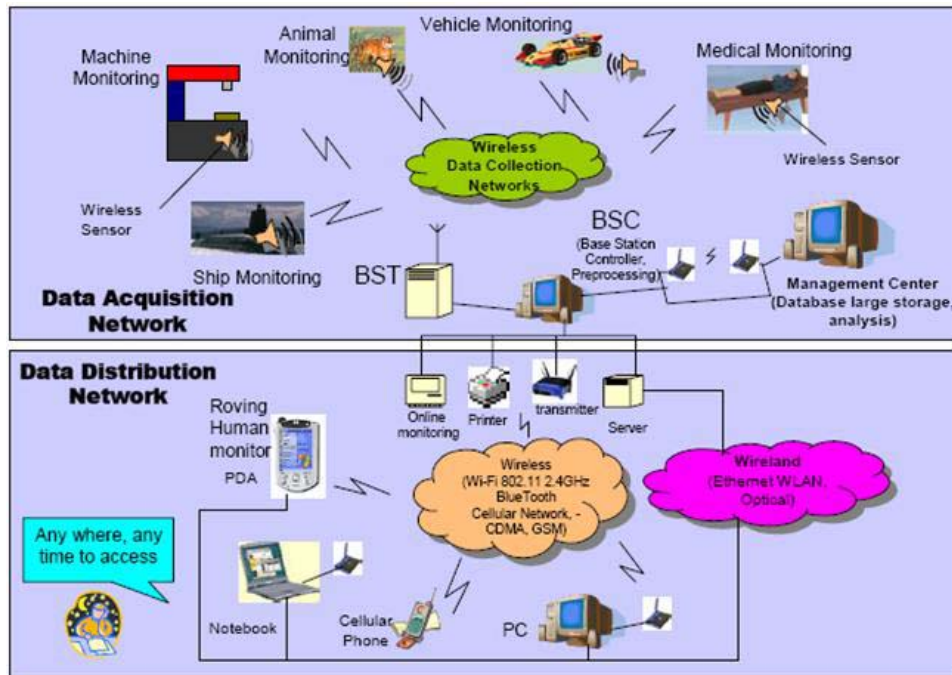 Machine
Monitoring
Animal
Monitoring
Vehicle Monitoring
Medical Monitoring
Wireless
Data Collection
Networks
Wireless Sensor
Wireless
Sensor
Ship Monitoring
BST
BSC
(Base Station
Controller,
Preprocessing)
Management Center
(Database large storage,
analysis)
Data Acquisition
Network
Data Distribution
Network
Online
monitoring
Printer
transmitter
Server
Roving
Human
monitor
PDA
Wireless
(Wi-Fi 802.11 2.4GHz
BlueTooth
Cellular Network, -
CDMA, GSM)
Wireland
(Ethernet WLAN,
Optical)
Any where, any
time to access
Notebook
Cellular
Phone
PC